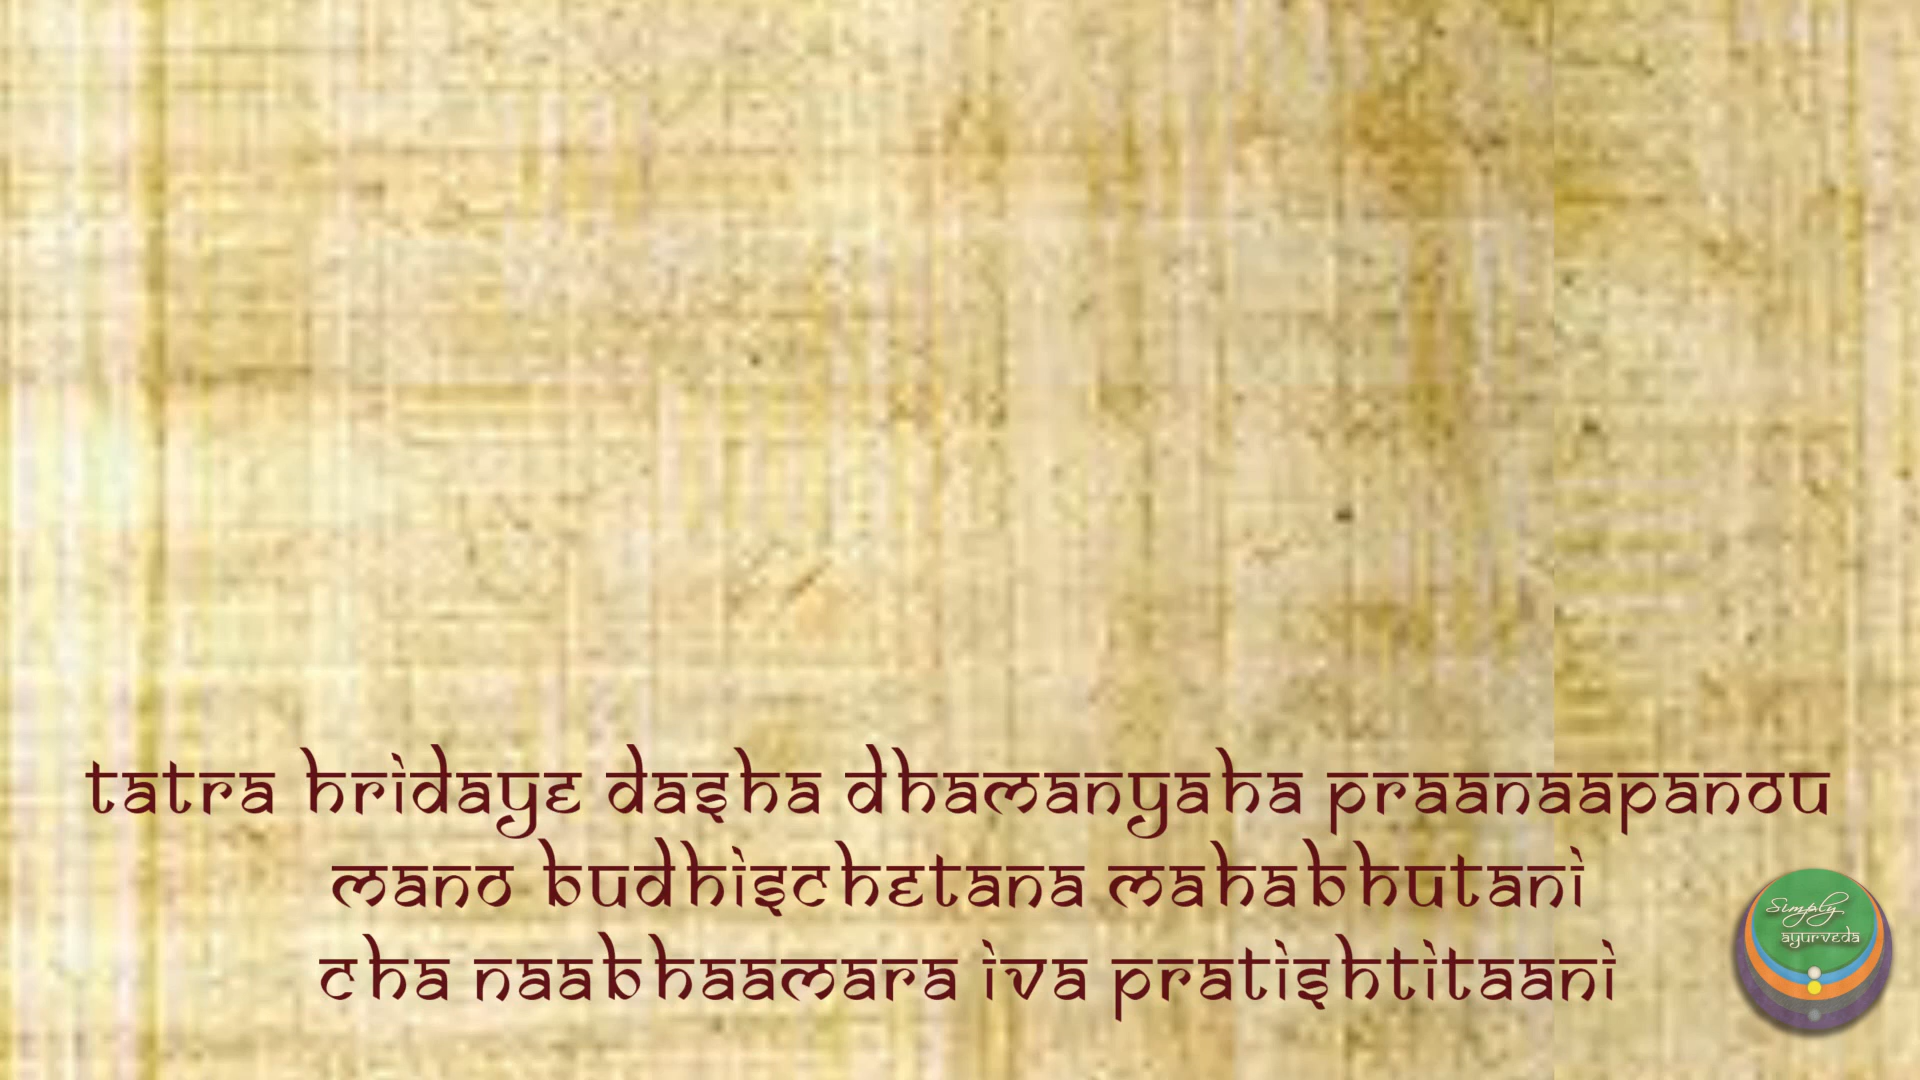 tatra hridaye dasha dhamanyaha praanaapanou
mano budhischetana mahabhutani
cha naabhaamara iva pratishtitaani
Simply
ayurveda